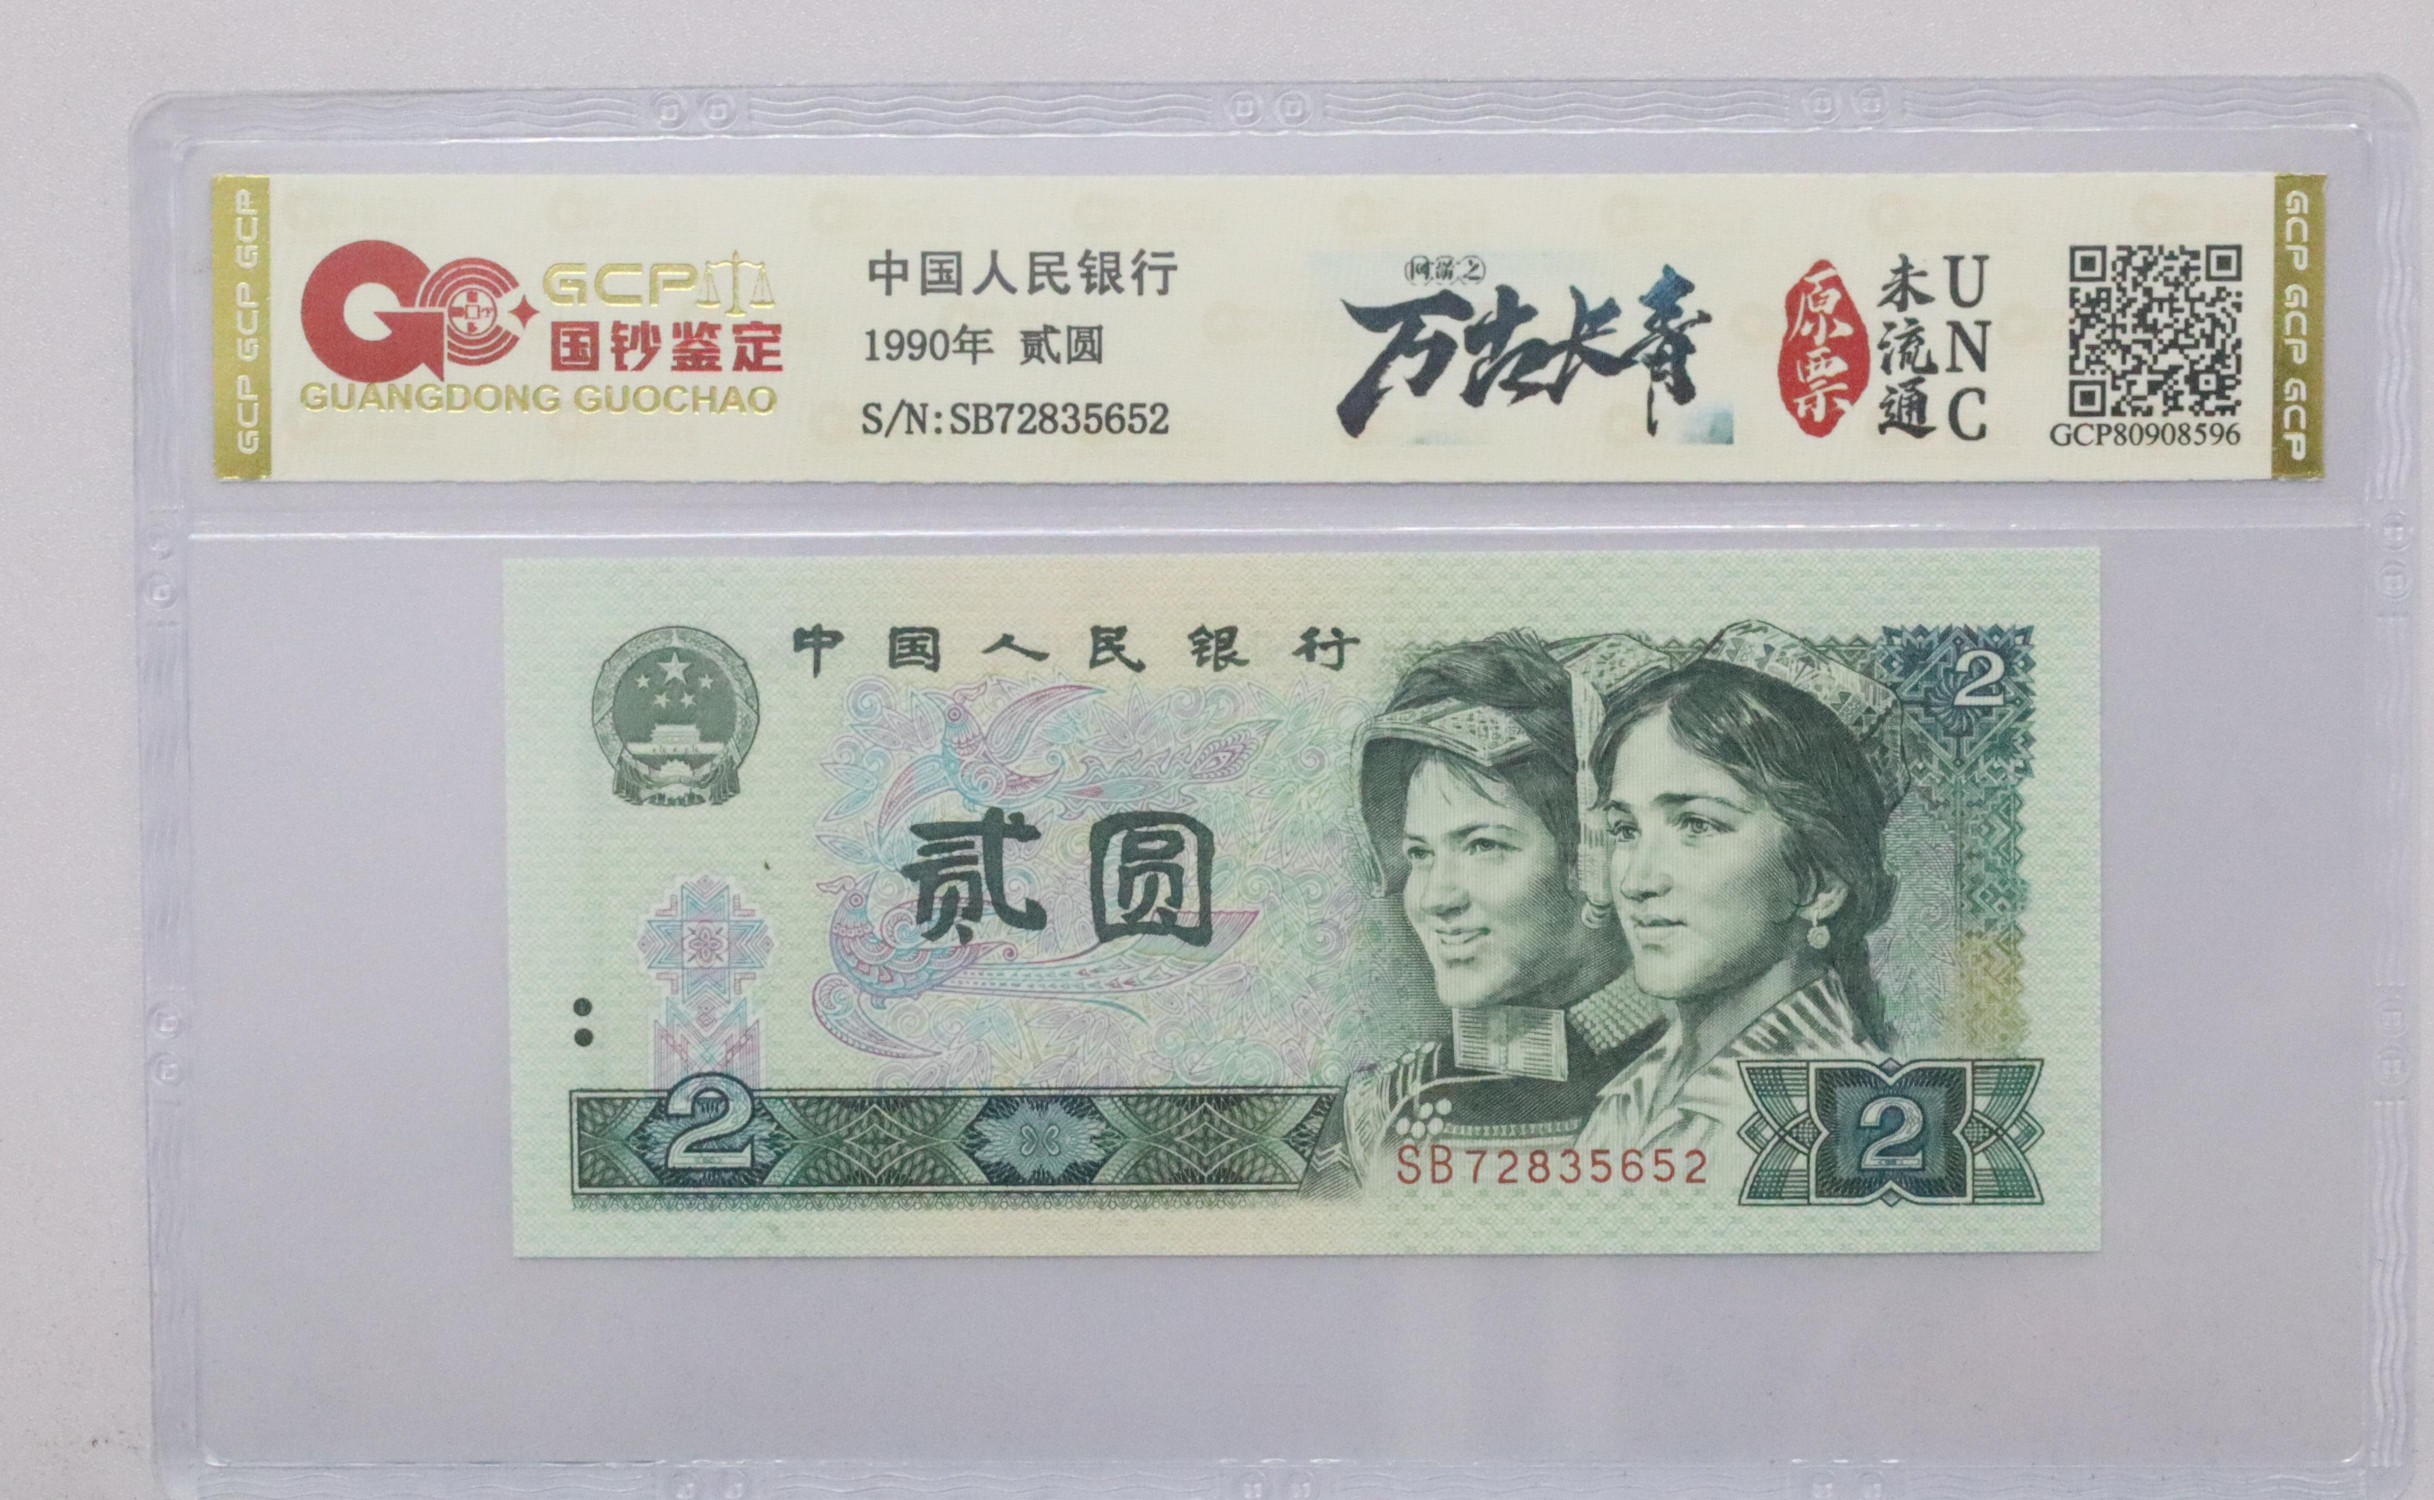 GCP GCP GCP
GCP
国钞鉴定
GUANGDONG GUOCHAO
中国人民银行
1990年 贰圆
S/N:SB72835652
万古长青
原票
未流通
UNC
GCP80908596
GCP GCP GCP
中国人民银行
2
贰圆
2
SB72835652
2